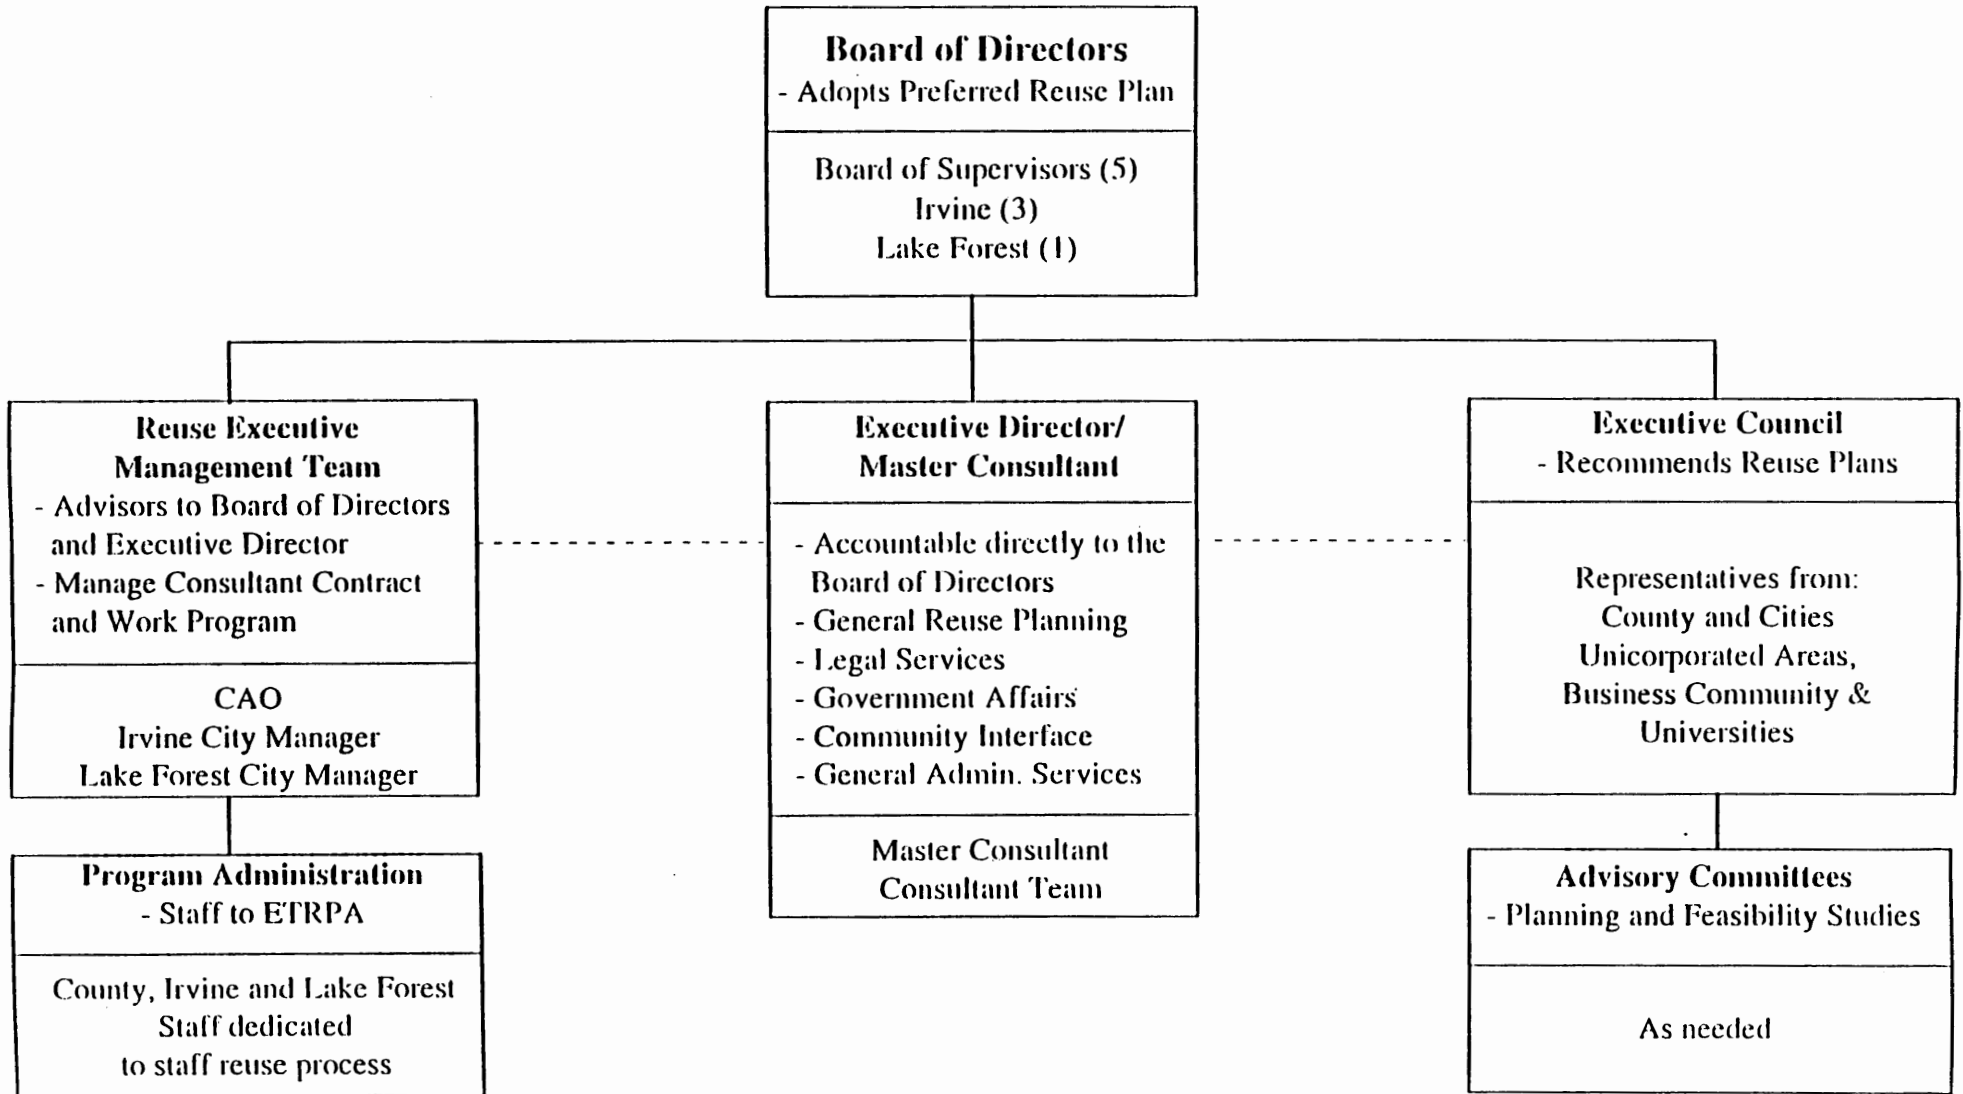 Board of Directors
- Adopts Preferred Reuse Plan
Board of Supervisors (5)
Irvine (3)
Lake Forest (1)
Reuse Executive
Management Team
- Advisors to Board of Directors
and Executive Director
- Manage Consultant Contract
and Work Program
CAO
Irvine City Manager
Lake Forest City Manager
Executive Director/
Master Consultant
- Accountable directly to the
Board of Directors
- General Reuse Planning
- Legal Services
- Government Affairs
- Community Interface
- General Admin. Services
Master Consultant
Consultant Team
Executive Council
- Recommends Reuse Plans
Representatives from:
County and Cities
Unicorporated Areas,
Business Community &
Universities
Program Administration
- Staff to ETRPA
County, Irvine and Lake Forest
Staff dedicated
to staff reuse process
Advisory Committees
- Planning and Feasibility Studies
As needed